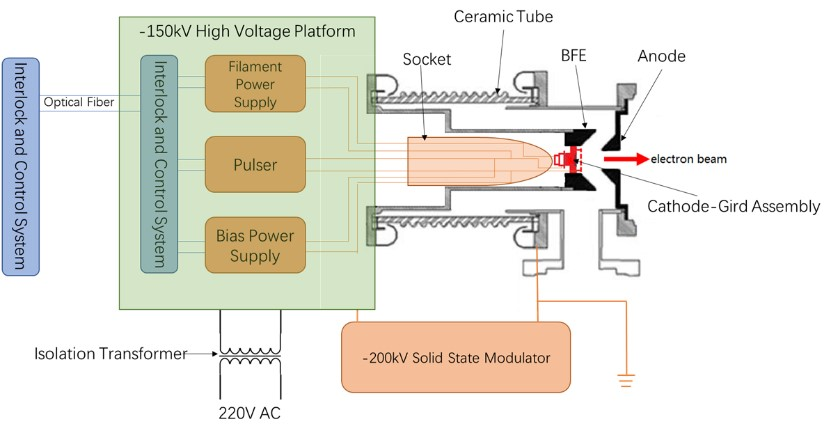 -150kV High Voltage Platform
Interlock and Control System
Optical Fiber
Interlock and Control System
Filament
Power
Supply
Pulser
Bias Power
Supply
Ceramic Tube
Socket
BFE
Anode
electron beam
Cathode-Gird Assembly
Isolation Transformer
220V AC
-200kV Solid State Modulator